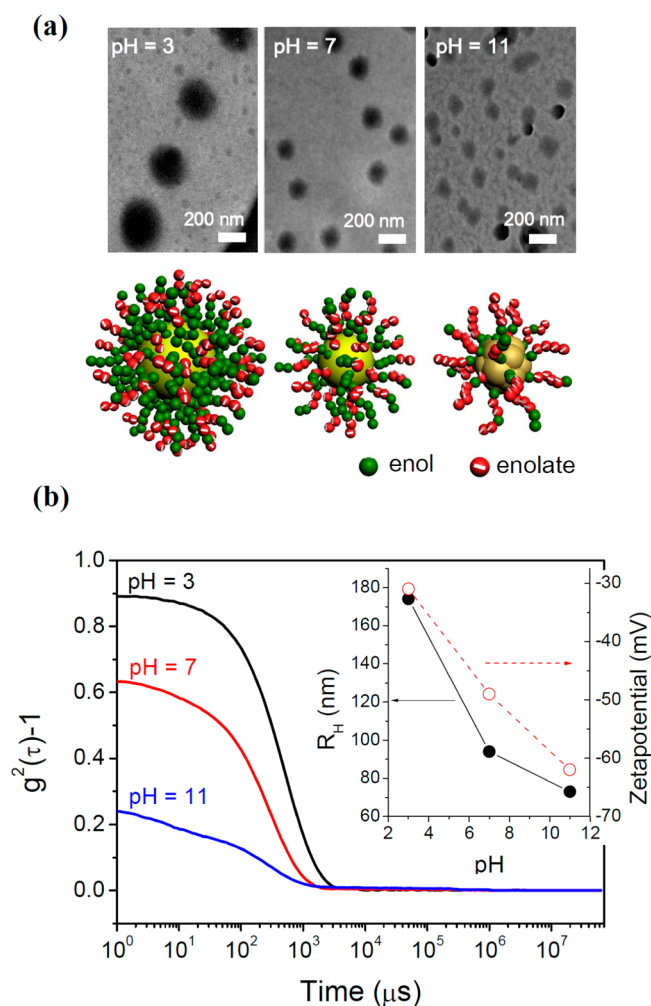 (a)
pH = 3
pH = 7
pH = 11
200 nm
200 nm
200 nm
enol
enolate
(b)
1.0
0.8
0.6
0.4
0.2
0.0
g²(τ)-1
pH = 3
pH = 7
pH = 11
180
160
140
120
100
80
60
R_H (nm)
-30
-40
-50
-60
-70
Zetapotential (mV)
2 4 6 8 10 12
pH
10⁰ 10¹ 10² 10³ 10⁴ 10⁵ 10⁶ 10⁷
Time (μs)